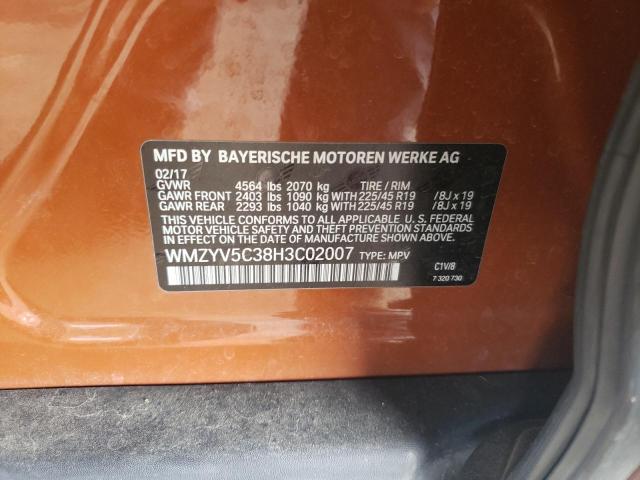 MFD BY BAYERISCHE MOTOREN WERKE AG
02/17
GVWR 4564 lbs 2070 kg TIRE / RIM
GAWR FRONT 2403 lbs 1090 kg WITH 225/45 R19 /8J x 19
GAWR REAR 2293 lbs 1040 kg WITH 225/45 R19 /8J x 19
THIS VEHICLE CONFORMS TO ALL APPLICABLE U. S. FEDERAL
MOTOR VEHICLE SAFETY, BUMPER, AND THEFT PREVENTION
STANDARDS IN EFFECT ON THE DATE OF MANUFACTURE SHOWN ABOVE.
WMZYV5C38H3C02007 TYPE: MPV C1V/8
7 320 730